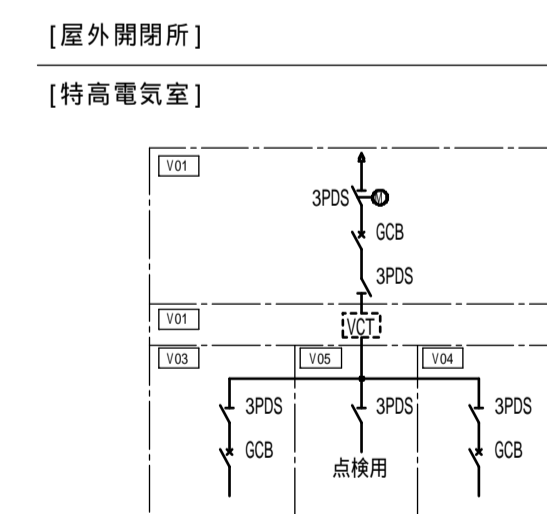 [屋外開閉所]
[特高電気室]
V01
3PDS M
GCB
3PDS
V01 VCT
V03 V05 V04
3PDS 3PDS 3PDS
GCB 点検用 GCB